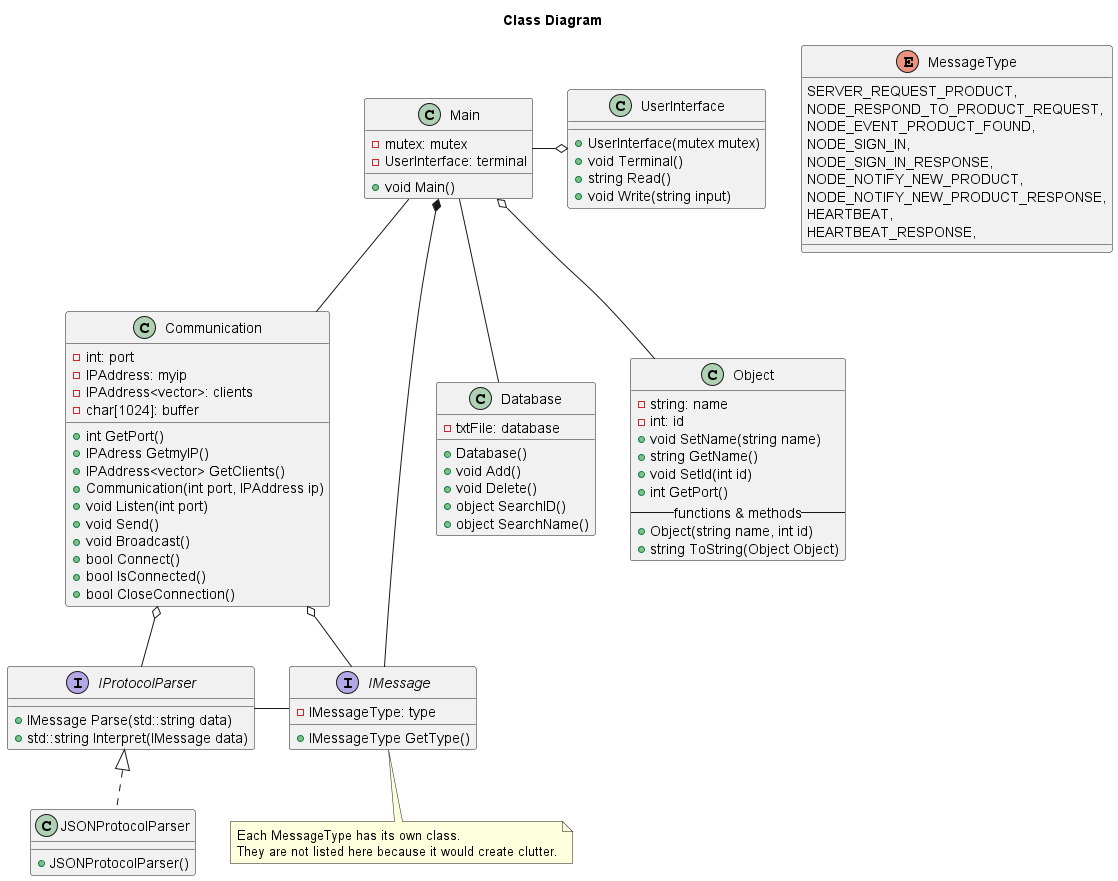 Class Diagram
C Main
mutex: mutex
UserInterface: terminal
void Main()
C UserInterface
UserInterface(mutex mutex)
void Terminal()
string Read()
void Write(string input)
E MessageType
SERVER_REQUEST_PRODUCT,
NODE_RESPOND_TO_PRODUCT_REQUEST,
NODE_EVENT_PRODUCT_FOUND,
NODE_SIGN_IN,
NODE_SIGN_IN_RESPONSE,
NODE_NOTIFY_NEW_PRODUCT,
NODE_NOTIFY_NEW_PRODUCT_RESPONSE,
HEARTBEAT,
HEARTBEAT_RESPONSE,
C Communication
int: port
IPAddress: myip
IPAddress<vector>: clients
char[1024]: buffer
int GetPort()
IPAdress GetmyIP()
IPAddress<vector> GetClients()
Communication(int port, IPAddress ip)
void Listen(int port)
void Send()
void Broadcast()
bool Connect()
bool IsConnected()
bool CloseConnection()
C Database
txtFile: database
Database()
void Add()
void Delete()
object SearchID()
object SearchName()
C Object
string: name
int: id
void SetName(string name)
string GetName()
void SetId(int id)
int GetPort()
functions & methods
Object(string name, int id)
string ToString(Object Object)
I IProtocolParser
IMessage Parse(std::string data)
std::string Interpret(IMessage data)
I IMessage
IMessageType: type
IMessageType GetType()
C JSONProtocolParser
JSONProtocolParser()
Each MessageType has its own class.
They are not listed here because it would create clutter.